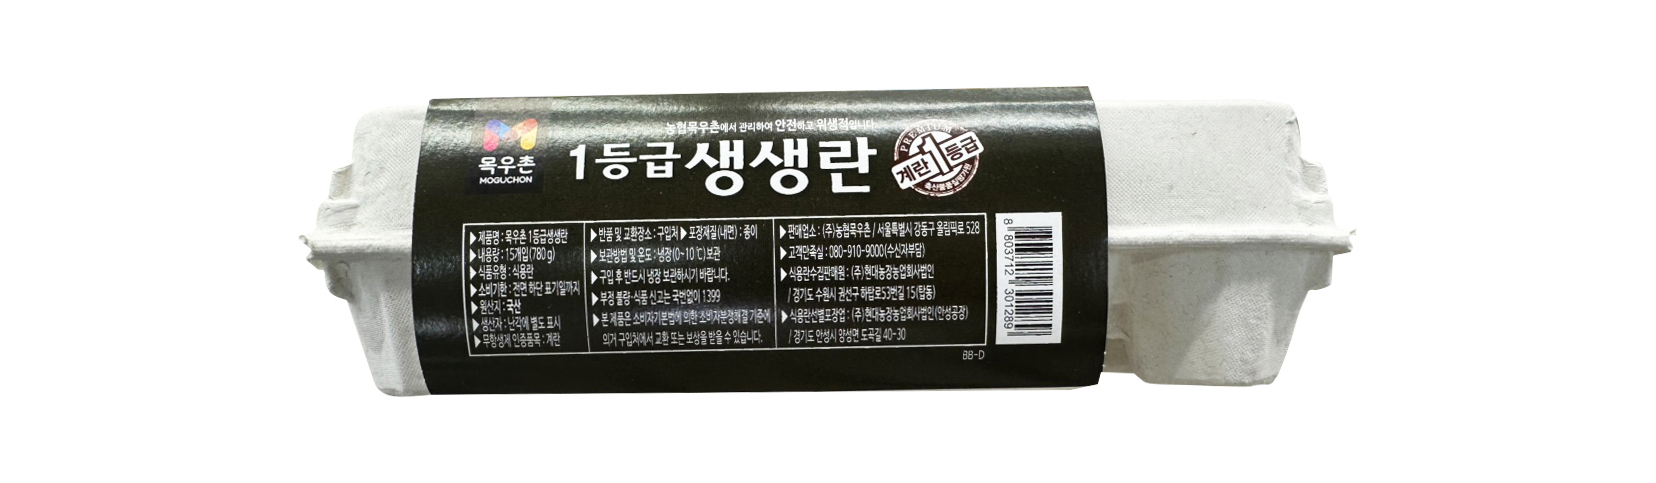 목우촌
MOGUCHON
농협목우촌에서 관리하여 안전하고 위생적입니다.
1등급 생생란
PREMIUM
계란 1등급
축산물품질평가원
▶제품명 : 목우촌 1등급생생란
▶내용량 : 15개입(780g)
▶식품유형 : 식용란
▶소비기한 : 전면 하단 표기일까지
▶원산지 : 국산
▶생산자 : 난각에 별도 표시
▶무항생제 인증품목 : 계란
▶반품 및 교환장소 : 구입처 ▶포장재질(내면) : 종이
▶보관방법 및 온도 : 냉장(0~10℃)보관
▶구입 후 반드시 냉장 보관하시기 바랍니다.
▶부정·불량·식품 신고는 국번없이 1399
▶본 제품은 소비자기본법에 의한 소비자분쟁해결 기준에
의거 구입처에서 교환 또는 보상을 받을 수 있습니다.
▶판매업소 : (주)농협목우촌 / 서울특별시 강동구 올림픽로 528
▶고객만족실 : 080-910-9000(수신자부담)
▶식용란수집판매원 : (주)현대농장농업회사법인
/ 경기도 수원시 권선구 하탑로53번길 15(탑동)
▶식용란선별포장업 : (주)현대농장농업회사법인(안성공장)
/ 경기도 안성시 양성면 도곡길 40-30
8 803712 301289
BB-D